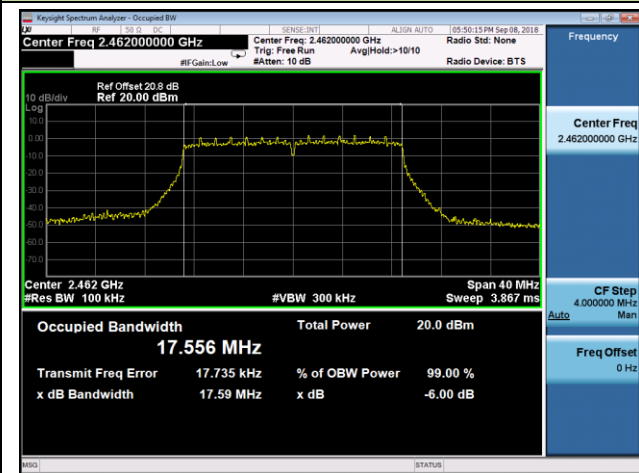 Keysight Spectrum Analyzer - Occupied BW
RF 50 Ω DC SENSE:INT ALIGN AUTO 05:50:15 PM Sep 08, 2018
Center Freq 2.462000000 GHz
Center Freq: 2.462000000 GHz
Radio Std: None
Trig: Free Run Avg|Hold:>10/10
#IFGain:Low #Atten: 10 dB Radio Device: BTS
Frequency
Ref Offset 20.8 dB
10 dB/div Ref 20.00 dBm
Log
10.0
0.00
-10.0
-20.0
-30.0
-40.0
-50.0
-60.0
-70.0
Center 2.462 GHz Span 40 MHz
#Res BW 100 kHz #VBW 300 kHz Sweep 3.867 ms
Center Freq
2.462000000 GHz
CF Step
4.000000 MHz
Auto Man
Freq Offset
0 Hz
Occupied Bandwidth Total Power 20.0 dBm
17.556 MHz
Transmit Freq Error 17.735 kHz % of OBW Power 99.00 %
x dB Bandwidth 17.59 MHz x dB -6.00 dB
MSG STATUS